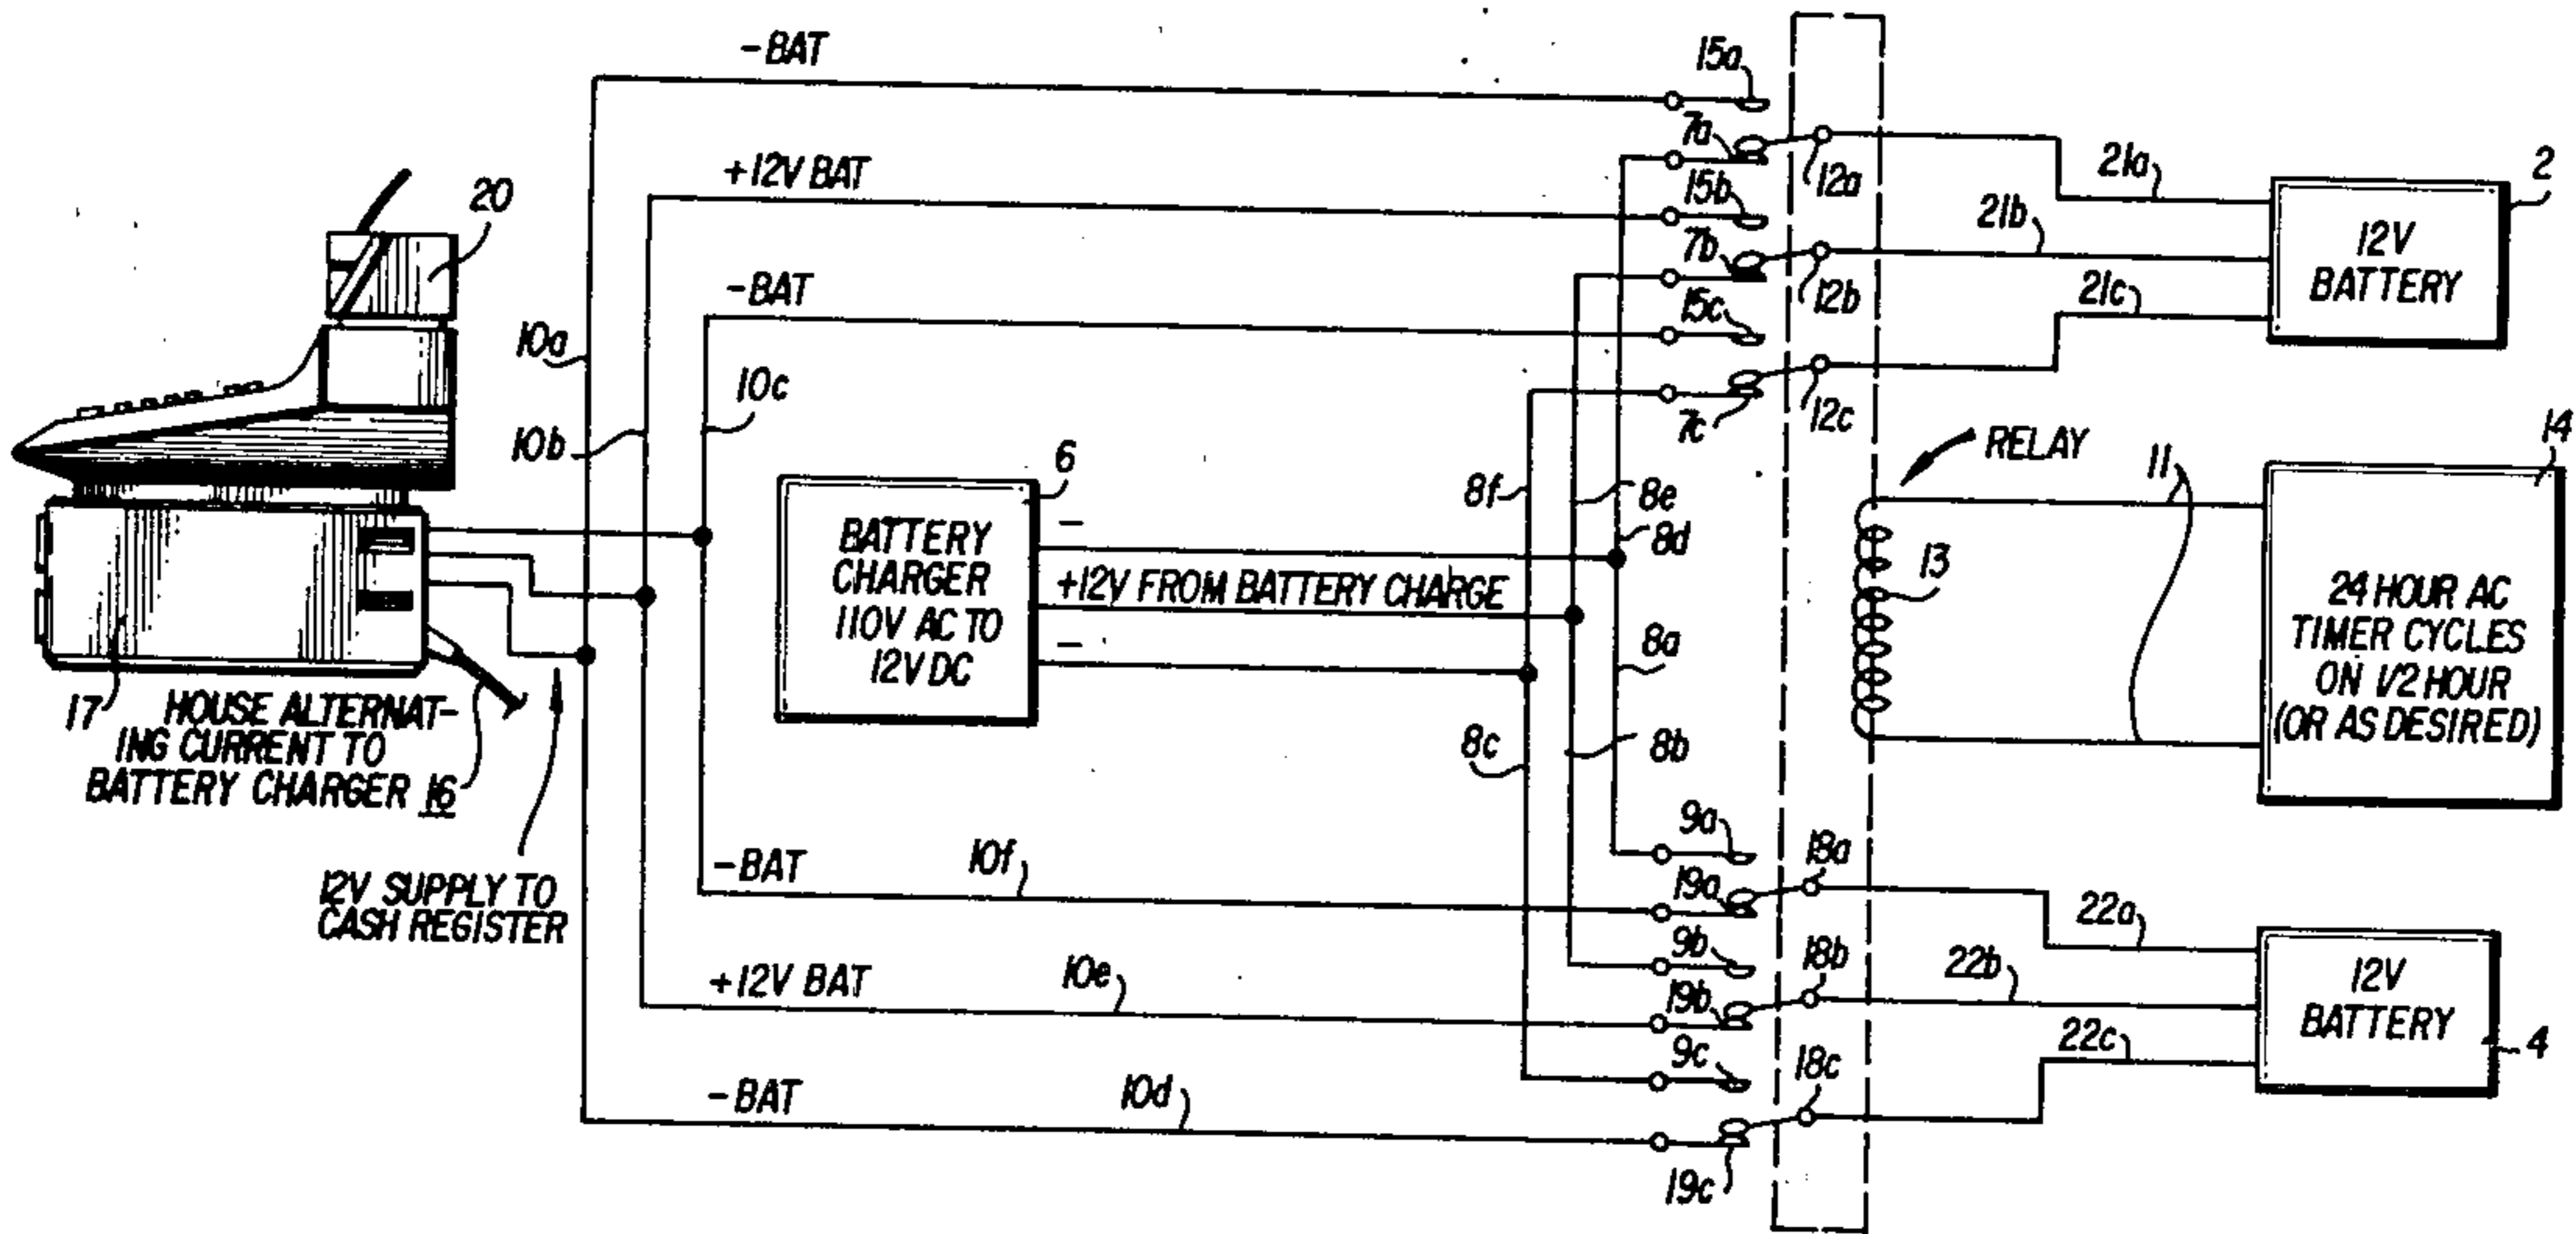 -BAT
15a
7a
12a
21a
2
+12V BAT
15b
7b
12b
21b
12V
BATTERY
20
-BAT
15c
7c
12c
21c
10a
10b
10c
6
8f
8e
8d
RELAY
11
14
BATTERY
CHARGER
110V AC TO
12V DC
-
+12V FROM BATTERY CHARGE
-
13
24 HOUR AC
TIMER CYCLES
ON 1/2 HOUR
(OR AS DESIRED)
8a
8c
8b
17
HOUSE ALTERNAT-
ING CURRENT TO
BATTERY CHARGER 16
12V SUPPLY TO
CASH REGISTER
-BAT
10f
9a
19a
18a
22a
+12V BAT
10e
9b
19b
18b
22b
12V
BATTERY
4
-BAT
10d
9c
18c
22c
19c